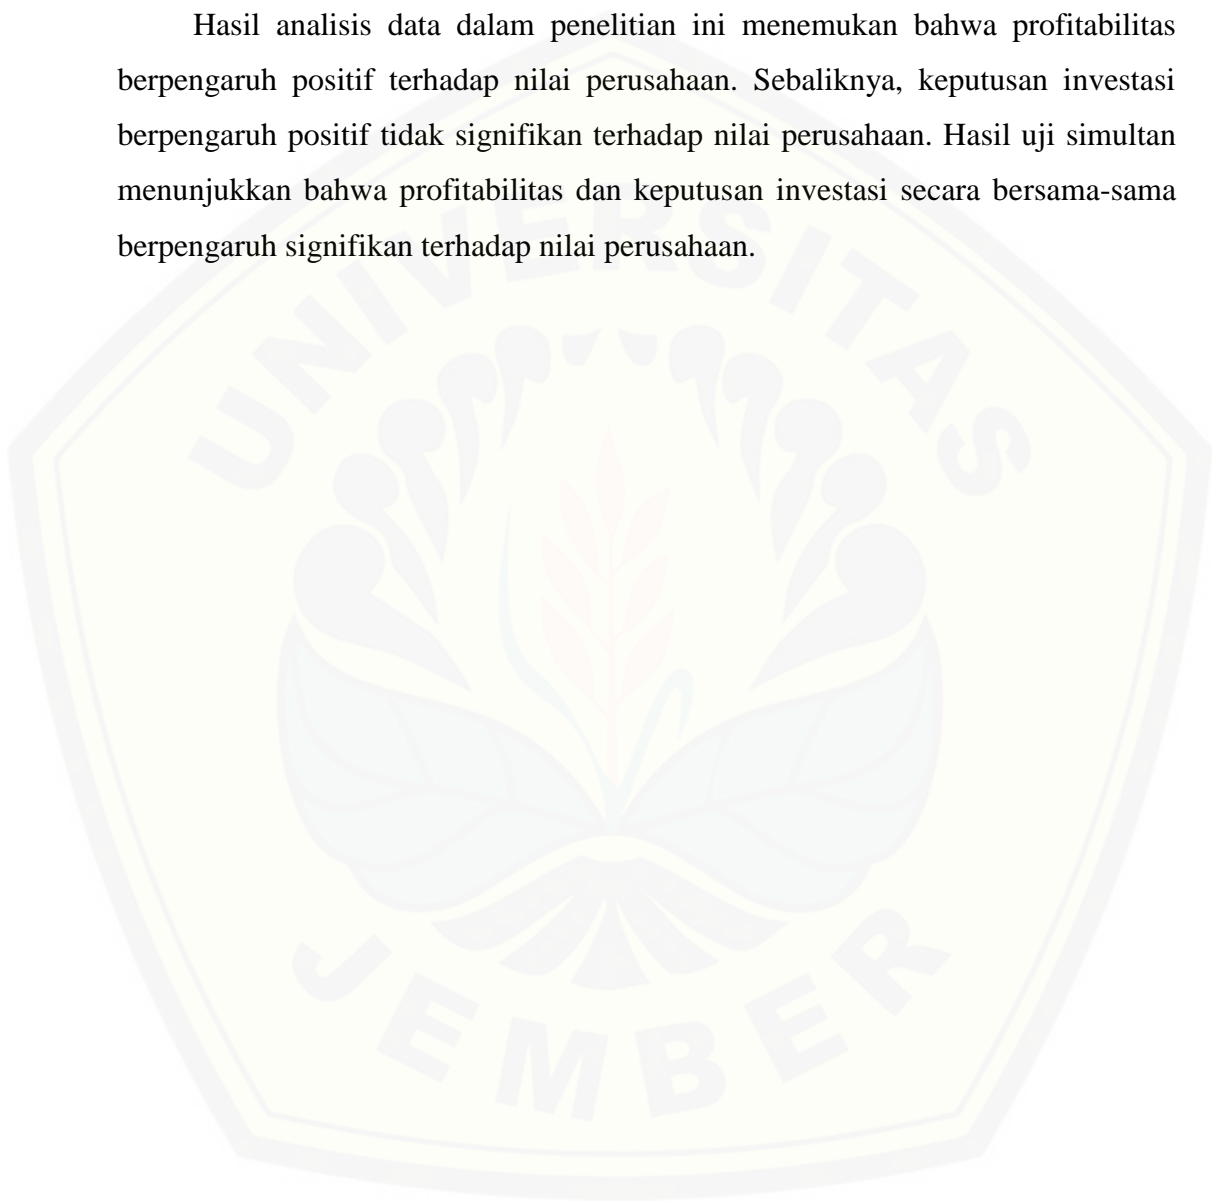 Hasil analisis data dalam penelitian ini menemukan bahwa profitabilitas
berpengaruh positif terhadap nilai perusahaan. Sebaliknya, keputusan investasi
berpengaruh positif tidak signifikan terhadap nilai perusahaan. Hasil uji simultan
menunjukkan bahwa profitabilitas dan keputusan investasi secara bersama-sama
berpengaruh signifikan terhadap nilai perusahaan.
UNIVERSITAS
JEMBER